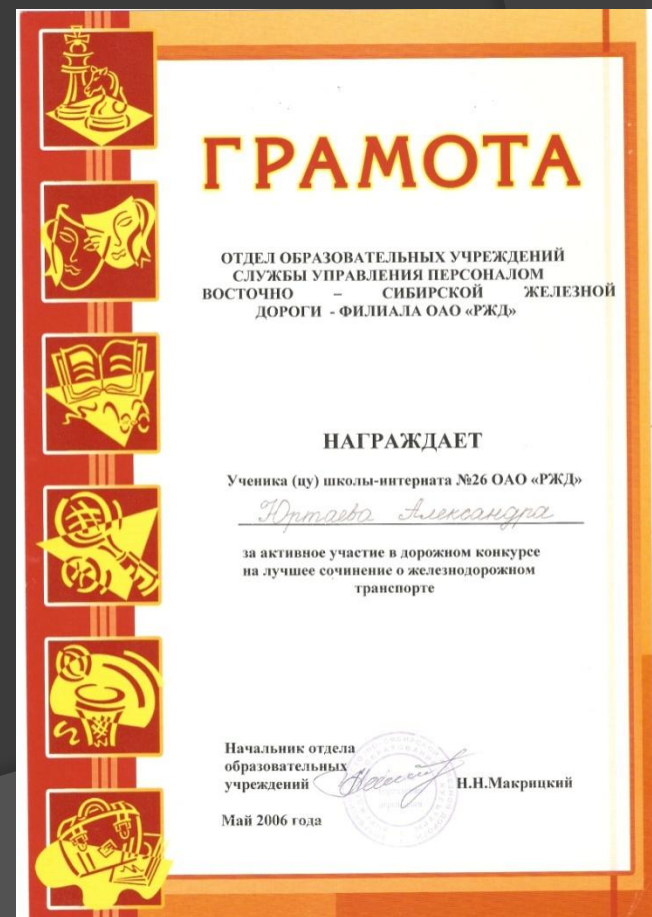 ГРАМОТА
ОТДЕЛ ОБРАЗОВАТЕЛЬНЫХ УЧРЕЖДЕНИЙ
СЛУЖБЫ УПРАВЛЕНИЯ ПЕРСОНАЛОМ
ВОСТОЧНО – СИБИРСКОЙ ЖЕЛЕЗНОЙ
ДОРОГИ - ФИЛИАЛА ОАО «РЖД»
НАГРАЖДАЕТ
Ученика (цу) школы-интерната №26 ОАО «РЖД»
Юртаева Александра
за активное участие в дорожном конкурсе
на лучшее сочинение о железнодорожном
транспорте
Начальник отдела
образовательных
учреждений Н.Н.Макрицкий
Май 2006 года